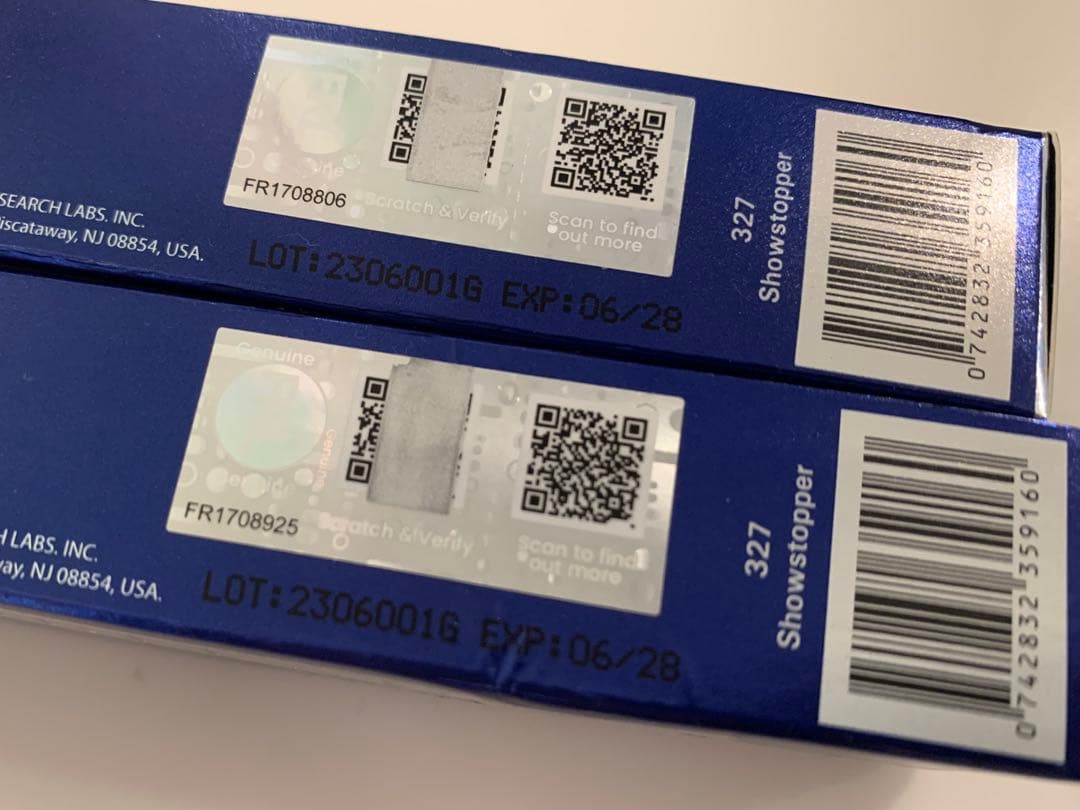 SEARCH LABS. INC.
iscataway, NJ 08854, USA.
FR1708806
Scratch & Verify
Scan to find
out more
LOT:2306001G EXP:06/28
327
Showstopper
0 742832 359160
LABS. INC.
ay, NJ 08854, USA.
Genuine
Genuine
FR1708925
Scratch & Verify
Scan to find
out more
LOT:2306001G EXP:06/28
327
Showstopper
0 742832 359160